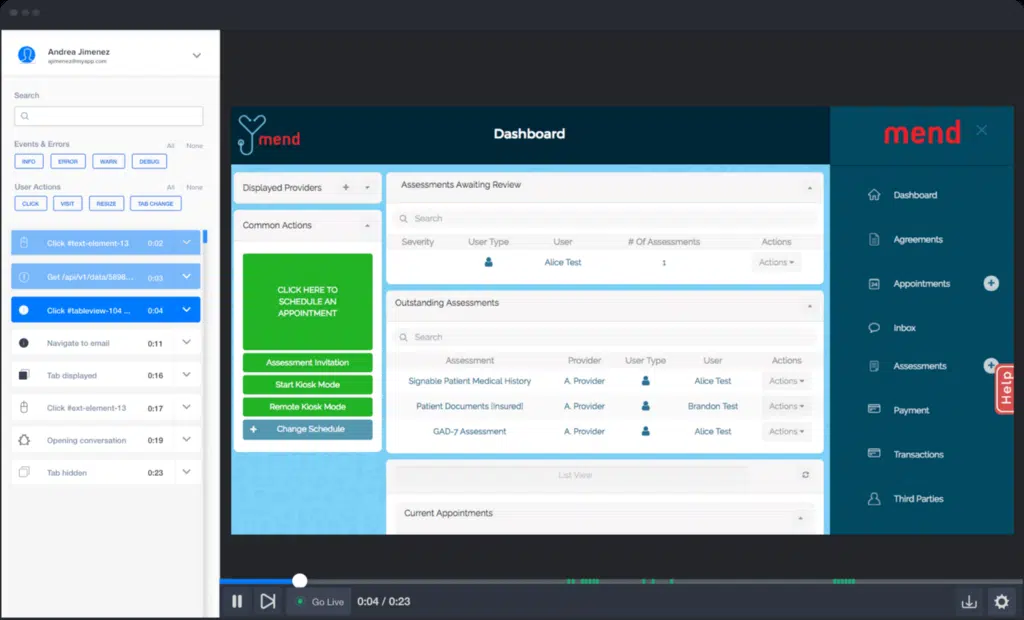 Andrea Jimenez
ajimenez@myapp.com
Search
Events & Errors All None
INFO ERROR WARN DEBUG
User Actions All None
CLICK VISIT RESIZE TAB CHANGE
Click #text-element-13 0:02
Get /api/v1/data/5898... 0:03
Click #tableview-104 ... 0:04
Navigate to email 0:11
Tab displayed 0:16
Click #ext-element-13 0:17
Opening conversation 0:19
Tab hidden 0:23
mend
Dashboard
Displayed Providers
Common Actions
CLICK HERE TO
SCHEDULE AN
APPOINTMENT
Assessment Invitation
Start Kiosk Mode
Remote Kiosk Mode
+ Change Schedule
Assessments Awaiting Review
Search
Severity User Type User # Of Assessments Actions
Alice Test 1 Actions
Outstanding Assessments
Search
Assessment Provider User Type User Actions
Signable Patient Medical History A. Provider Alice Test Actions
Patient Documents (Insured) A. Provider Brandon Test Actions
GAD-7 Assessment A. Provider Alice Test Actions
List View
Current Appointments
mend
Dashboard
Agreements
Appointments
Inbox
Assessments
Payment
Transactions
Third Parties
Help
Go Live 0:04 / 0:23